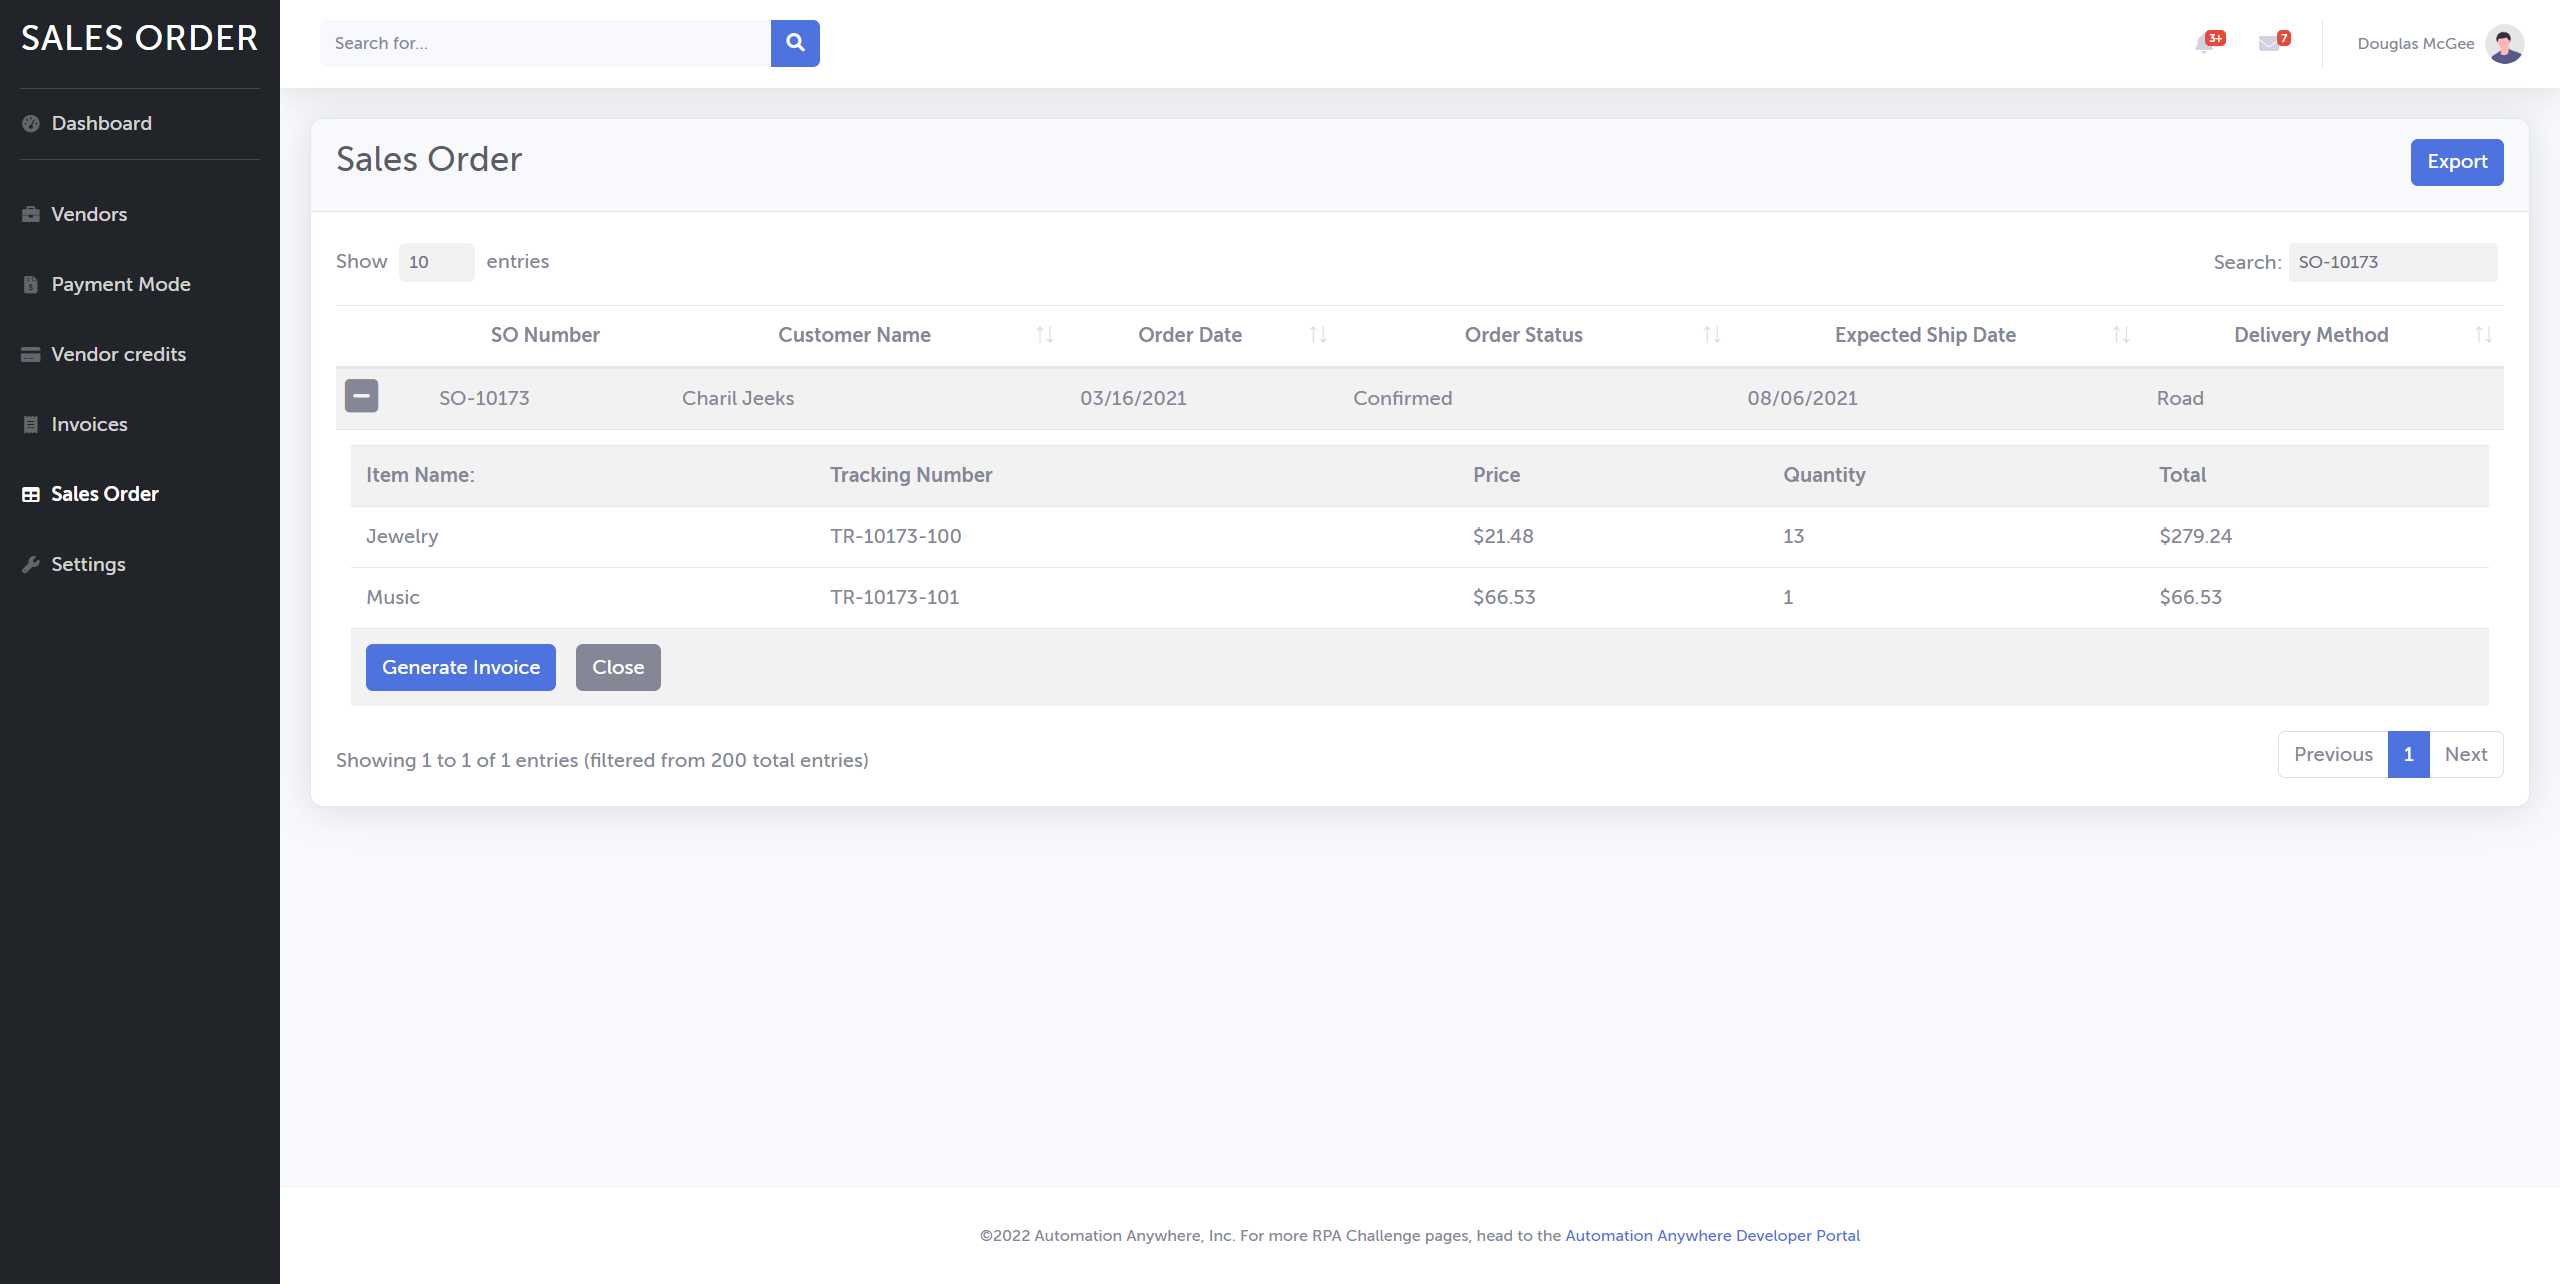 SALES ORDER
Search for...
3+
7
Douglas McGee
Dashboard
Vendors
Payment Mode
Vendor credits
Invoices
Sales Order
Settings
Sales Order
Export
Show 10 entries
Search: SO-10173
SO Number Customer Name Order Date Order Status Expected Ship Date Delivery Method
SO-10173 Charil Jeeks 03/16/2021 Confirmed 08/06/2021 Road
Item Name: Tracking Number Price Quantity Total
Jewelry TR-10173-100 $21.48 13 $279.24
Music TR-10173-101 $66.53 1 $66.53
Generate Invoice Close
Showing 1 to 1 of 1 entries (filtered from 200 total entries)
Previous 1 Next
©2022 Automation Anywhere, Inc. For more RPA Challenge pages, head to the Automation Anywhere Developer Portal